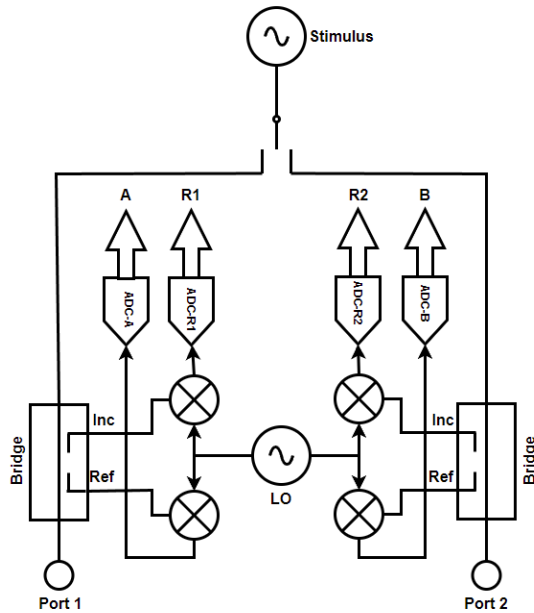 Stimulus
A
R1
R2
B
ADC-A
ADC-R1
ADC-R2
ADC-B
Inc
Inc
Bridge
Bridge
Ref
Ref
LO
Port 1
Port 2